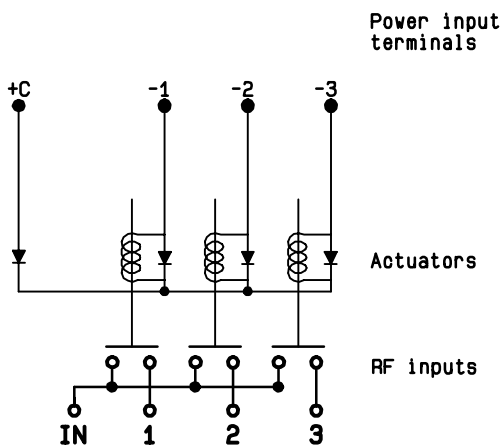 Power input
terminals
+C -1 -2 -3
Actuators
RF inputs
IN 1 2 3